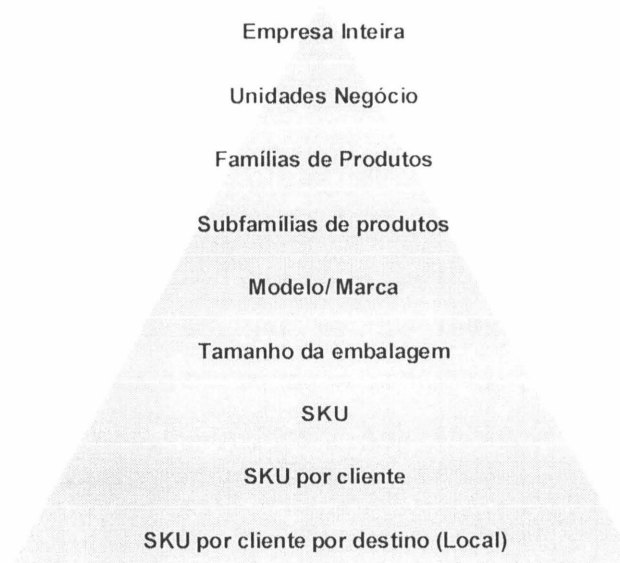 Empresa Inteira
Unidades Negócio
Famílias de Produtos
Subfamílias de produtos
Modelo/ Marca
Tamanho da embalagem
SKU
SKU por cliente
SKU por cliente por destino (Local)